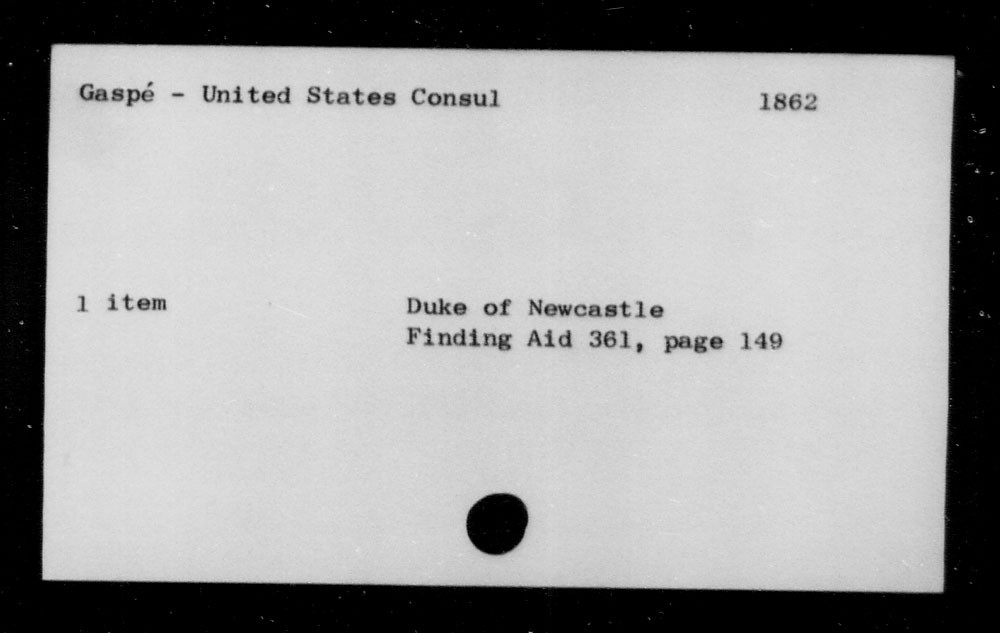 Gaspé - United States Consul 1862
1 item Duke of Newcastle
Finding Aid 361, page 149